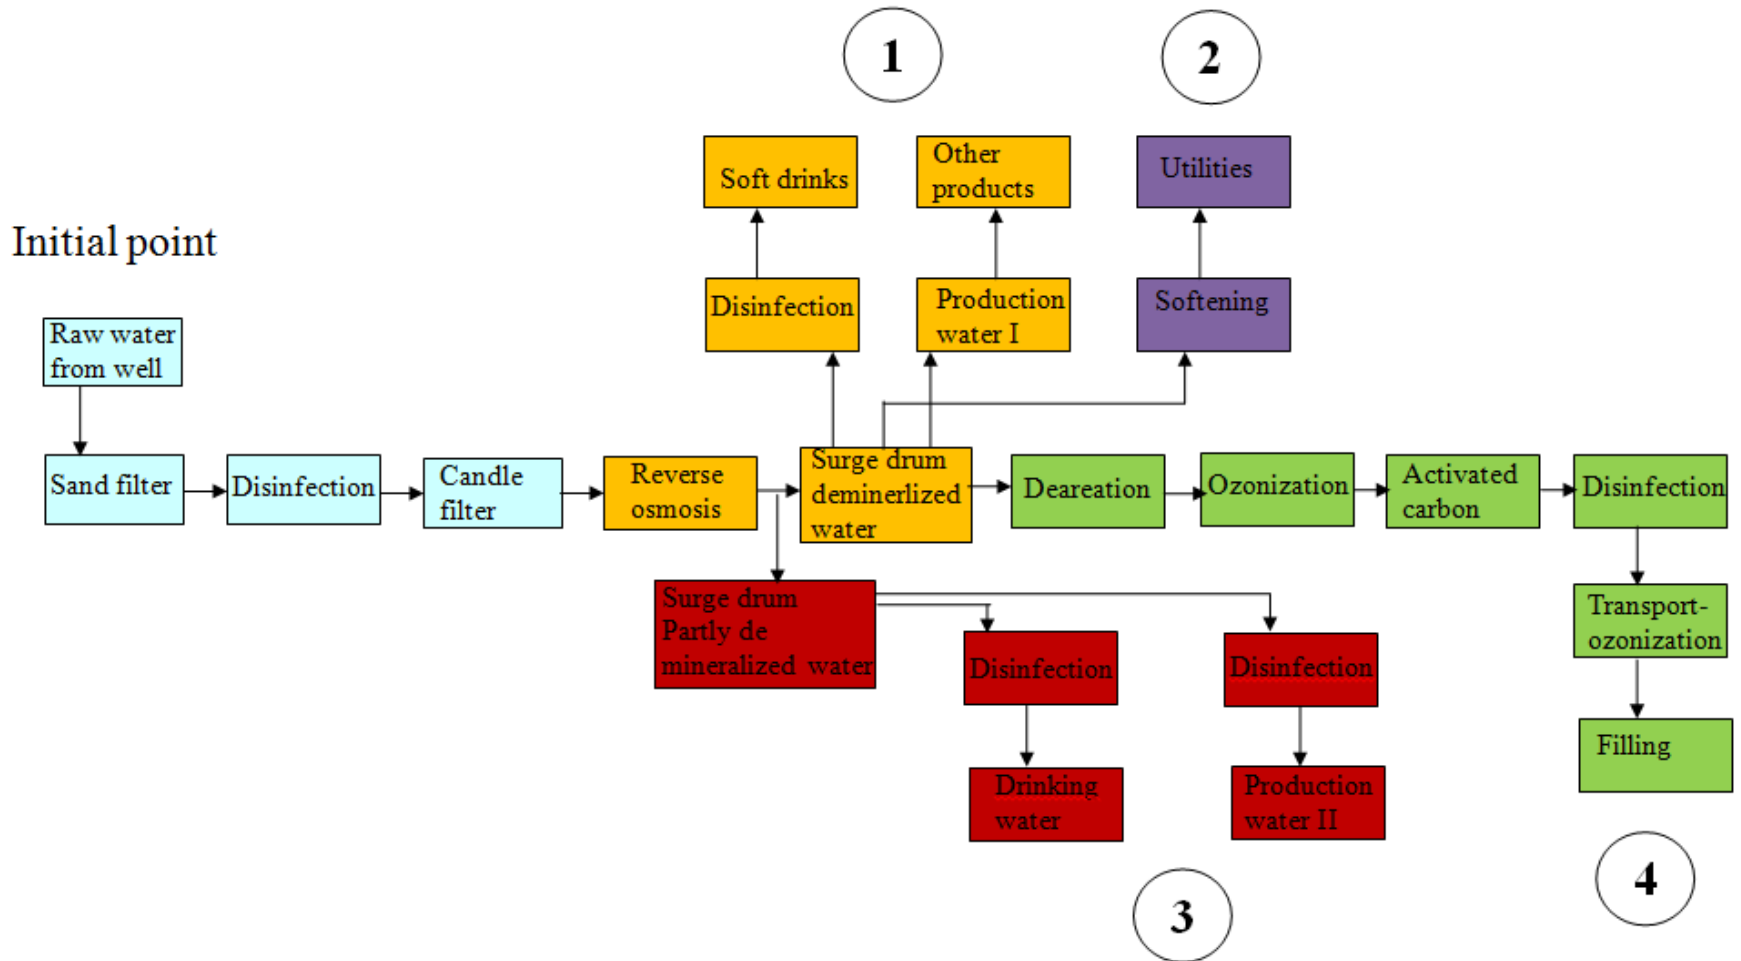 1
2
Soft drinks
Other
products
Utilities
Initial point
Disinfection
Production
water I
Softening
Raw water
from well
Sand filter
Disinfection
Candle
filter
Reverse
osmosis
Surge drum
deminerlized
water
Deareation
Ozonization
Activated
carbon
Disinfection
Surge drum
Partly de
mineralized water
Disinfection
Disinfection
Transport-
ozonization
Drinking
water
Production
water II
Filling
3
4